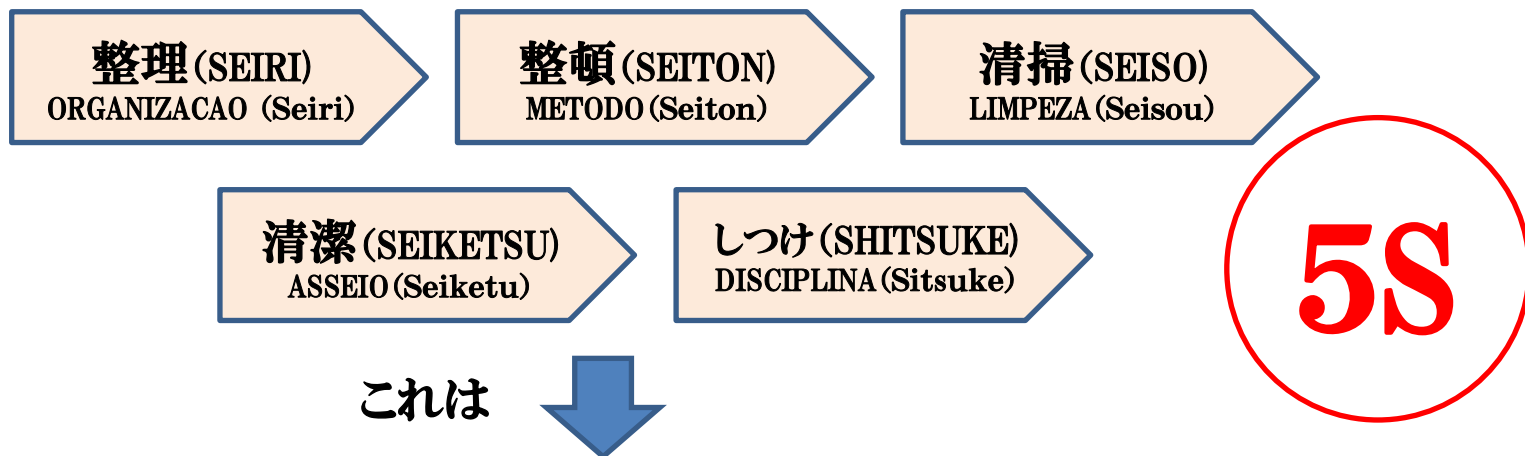 整理(SEIRI)
ORGANIZACAO (Seiri)
整頓(SEITON)
METODO(Seiton)
清掃(SEISO)
LIMPEZA(Seisou)
清潔(SEIKETSU)
ASSEIO(Seiketu)
しつけ(SHITSUKE)
DISCIPLINA(Sitsuke)
5S
これは